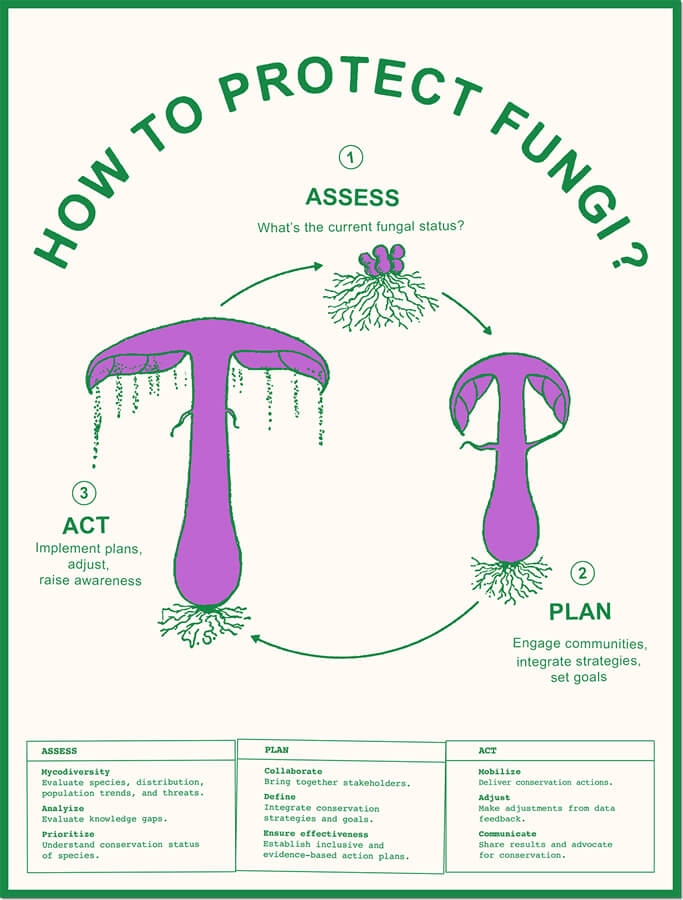 HOW TO PROTECT FUNGI?
1
ASSESS
What's the current fungal status?
3
ACT
Implement plans,
adjust,
raise awareness
2
PLAN
Engage communities,
integrate strategies,
set goals
ASSESS
Mycodiversity
Evaluate species, distribution,
population trends, and threats.
Analyize
Evaluate knowledge gaps.
Prioritize
Understand conservation status
of species.
PLAN
Collaborate
Bring together stakeholders.
Define
Integrate conservation
strategies and goals.
Ensure effectiveness
Establish inclusive and
evidence-based action plans.
ACT
Mobilize
Deliver conservation actions.
Adjust
Make adjustments from data
feedback.
Communicate
Share results and advocate
for conservation.